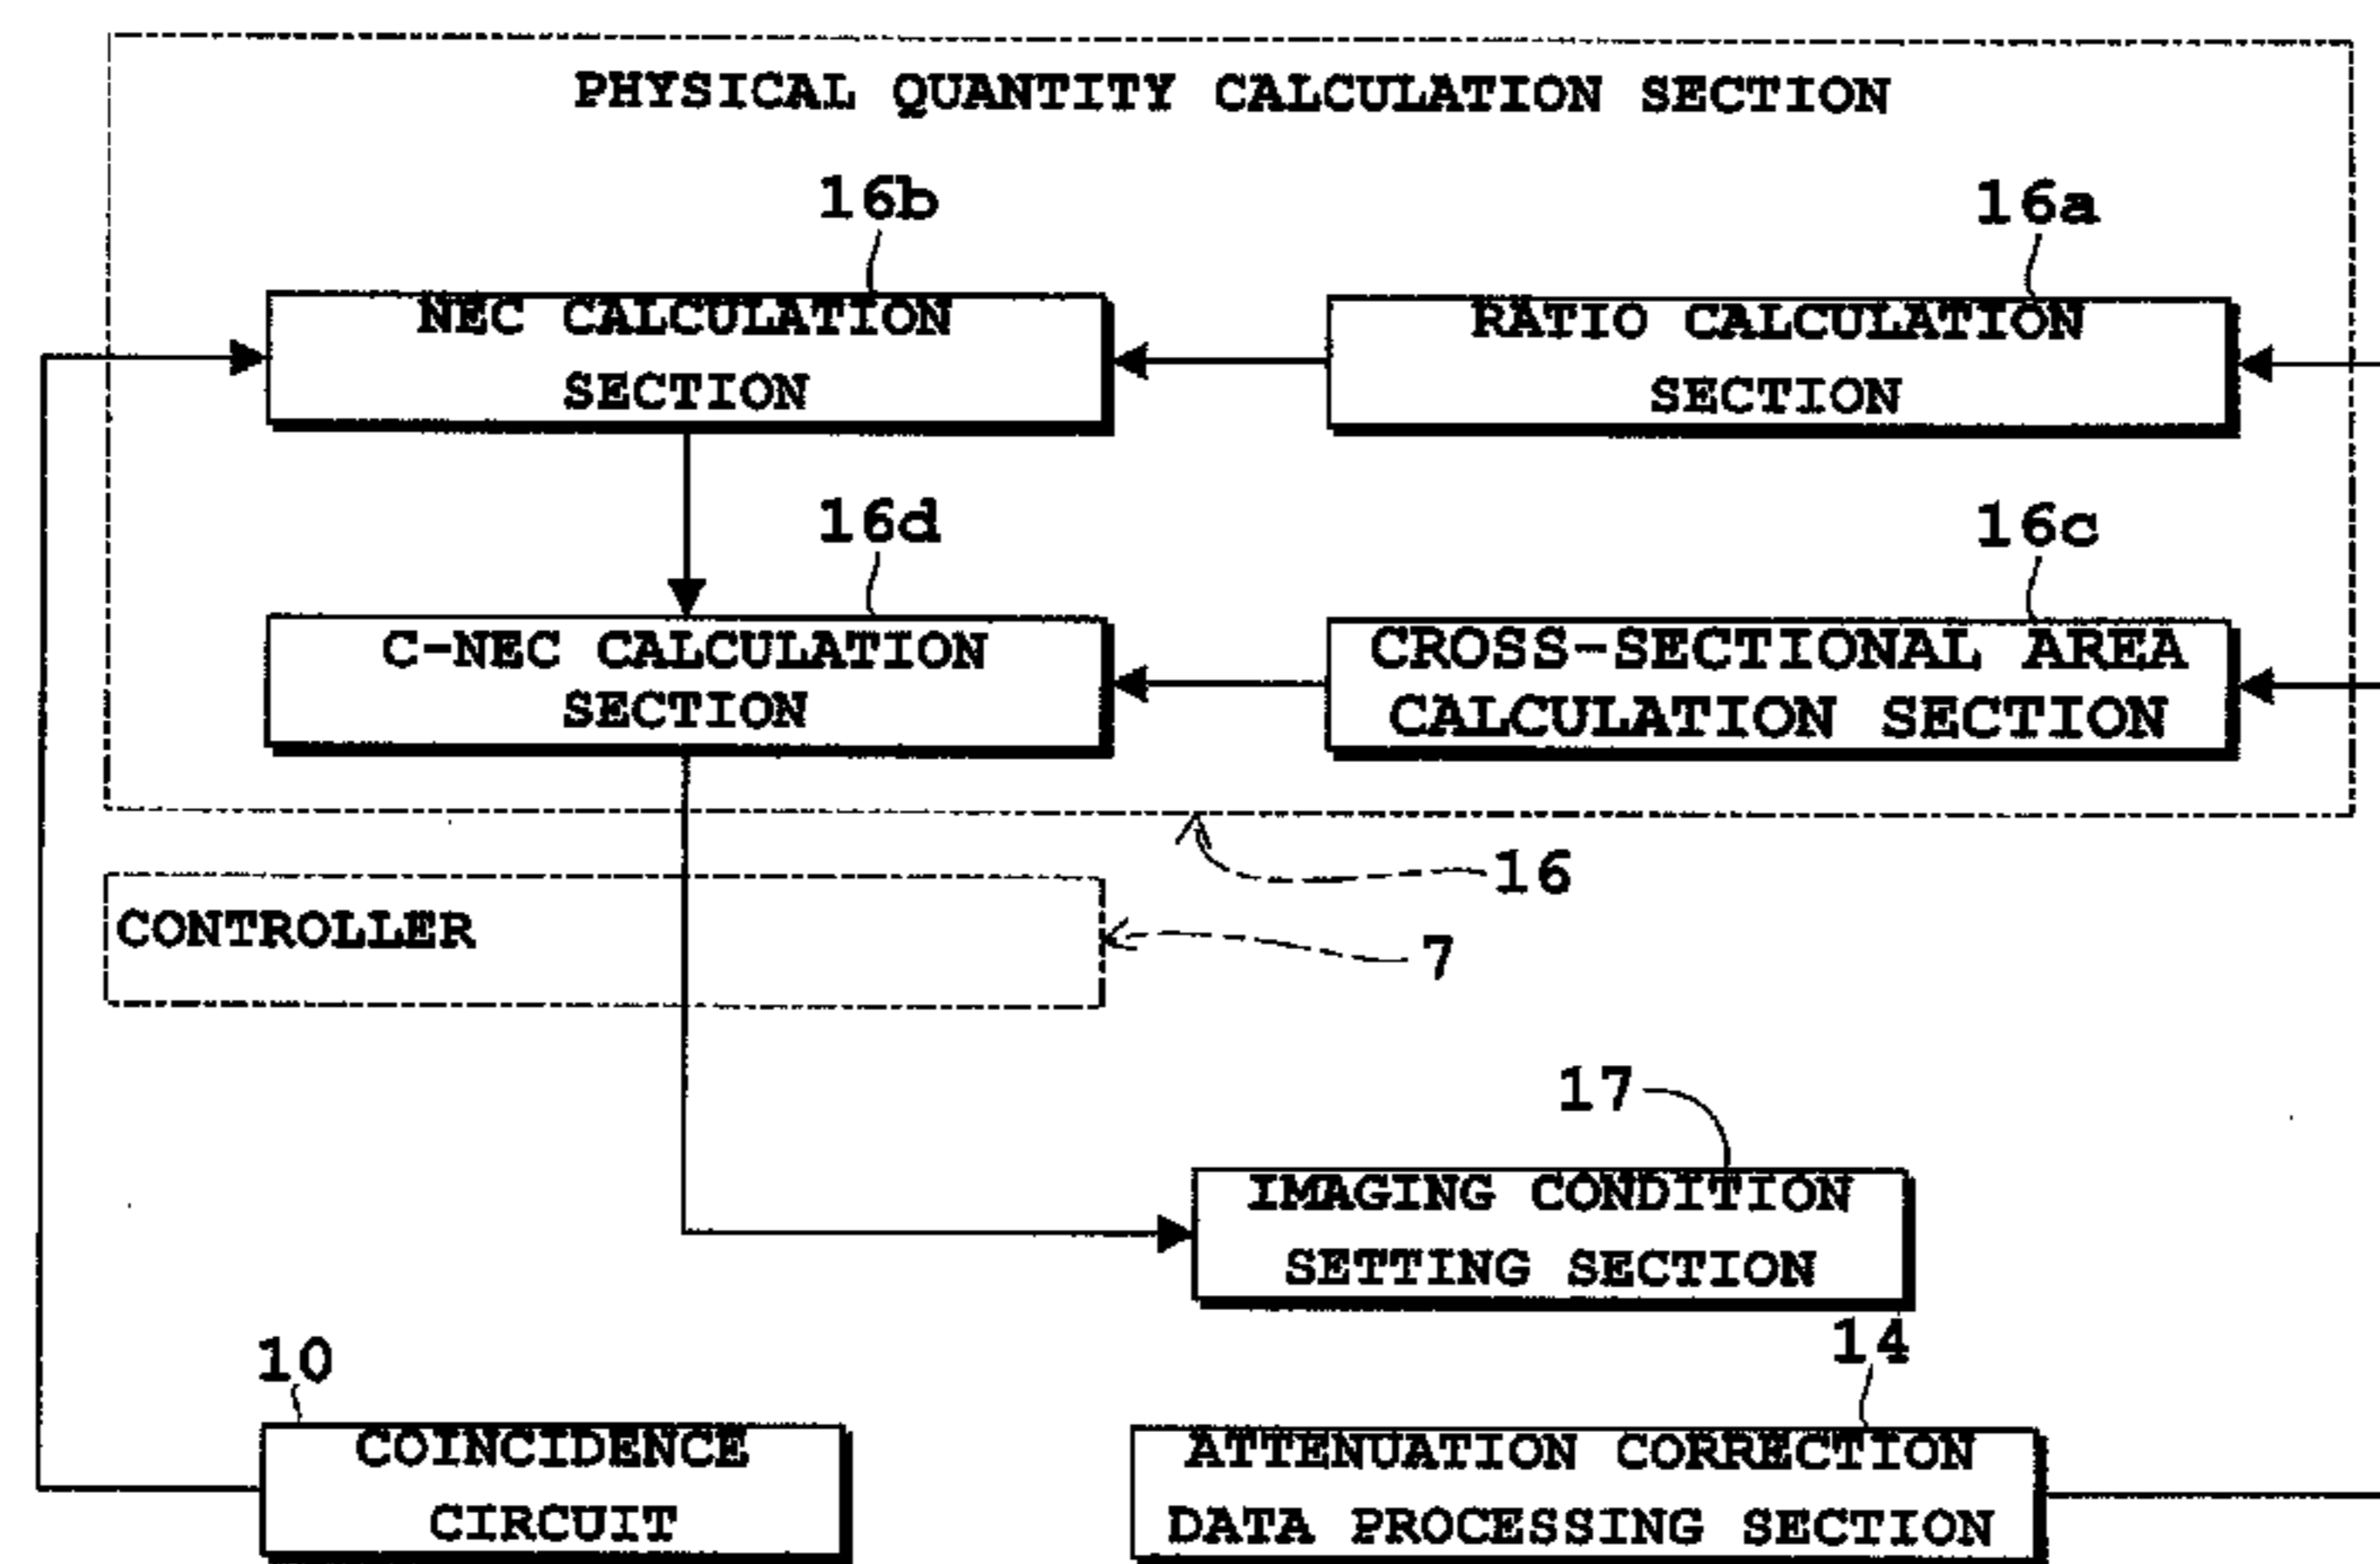 PHYSICAL QUANTITY CALCULATION SECTION
16b
16a
NEC CALCULATION
SECTION
RATIO CALCULATION
SECTION
16d
16c
C-NEC CALCULATION
SECTION
CROSS-SECTIONAL AREA
CALCULATION SECTION
16
CONTROLLER
7
17
IMAGING CONDITION
SETTING SECTION
10
14
COINCIDENCE
CIRCUIT
ATTENUATION CORRECTION
DATA PROCESSING SECTION